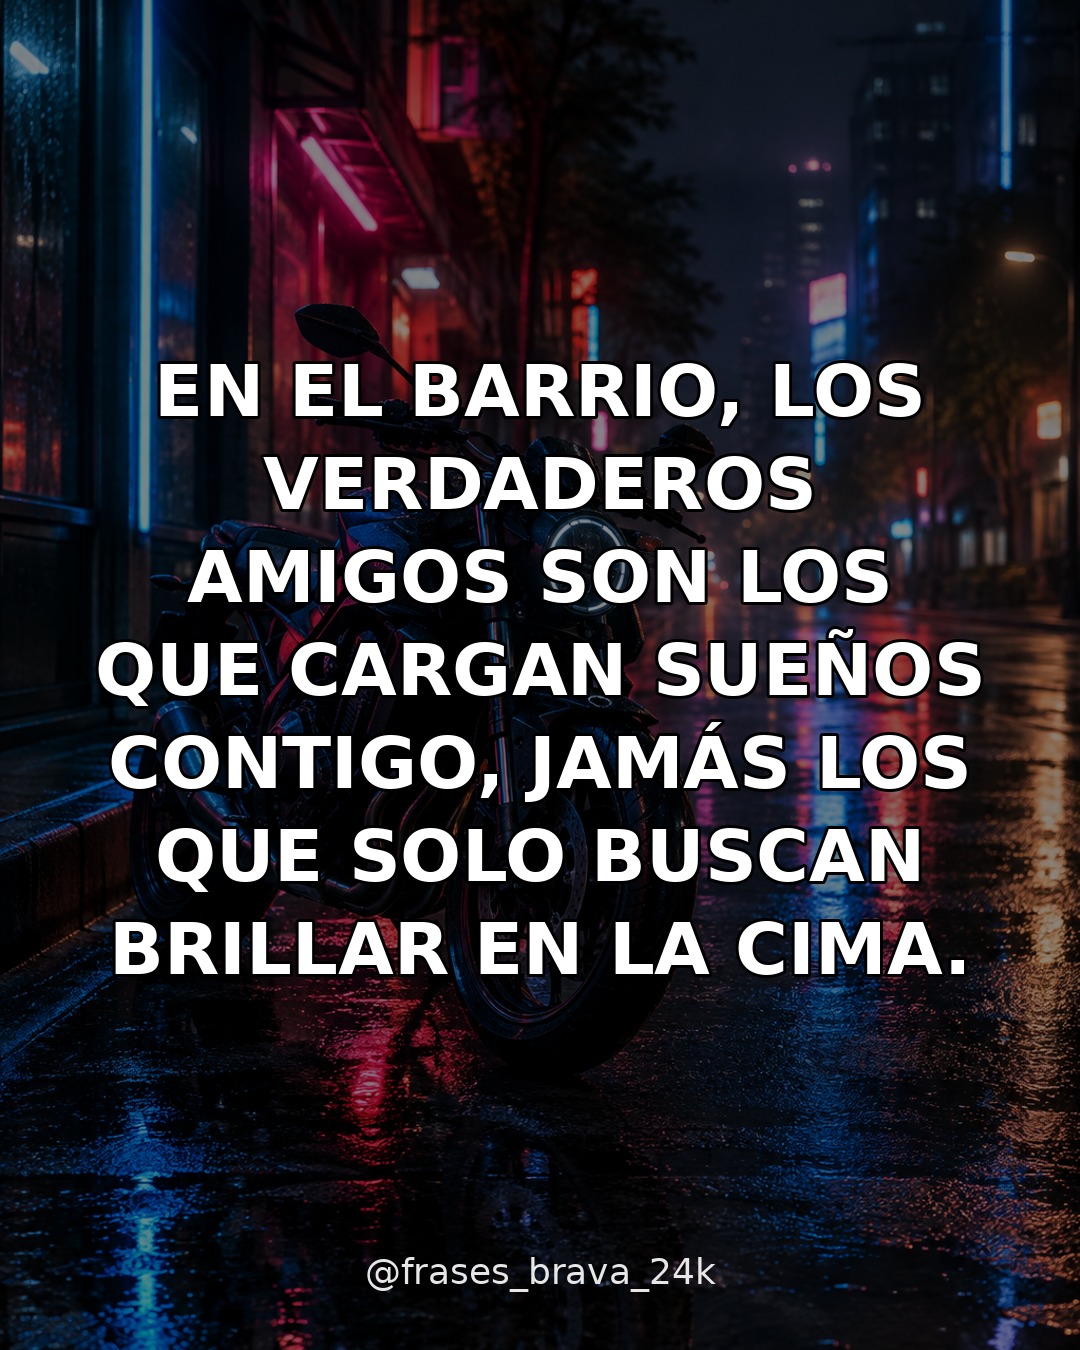 EN EL BARRIO, LOS
VERDADEROS
AMIGOS SON LOS
QUE CARGAN SUEÑOS
CONTIGO, JAMÁS LOS
QUE SOLO BUSCAN
BRILLAR EN LA CIMA.
@frases_brava_24k